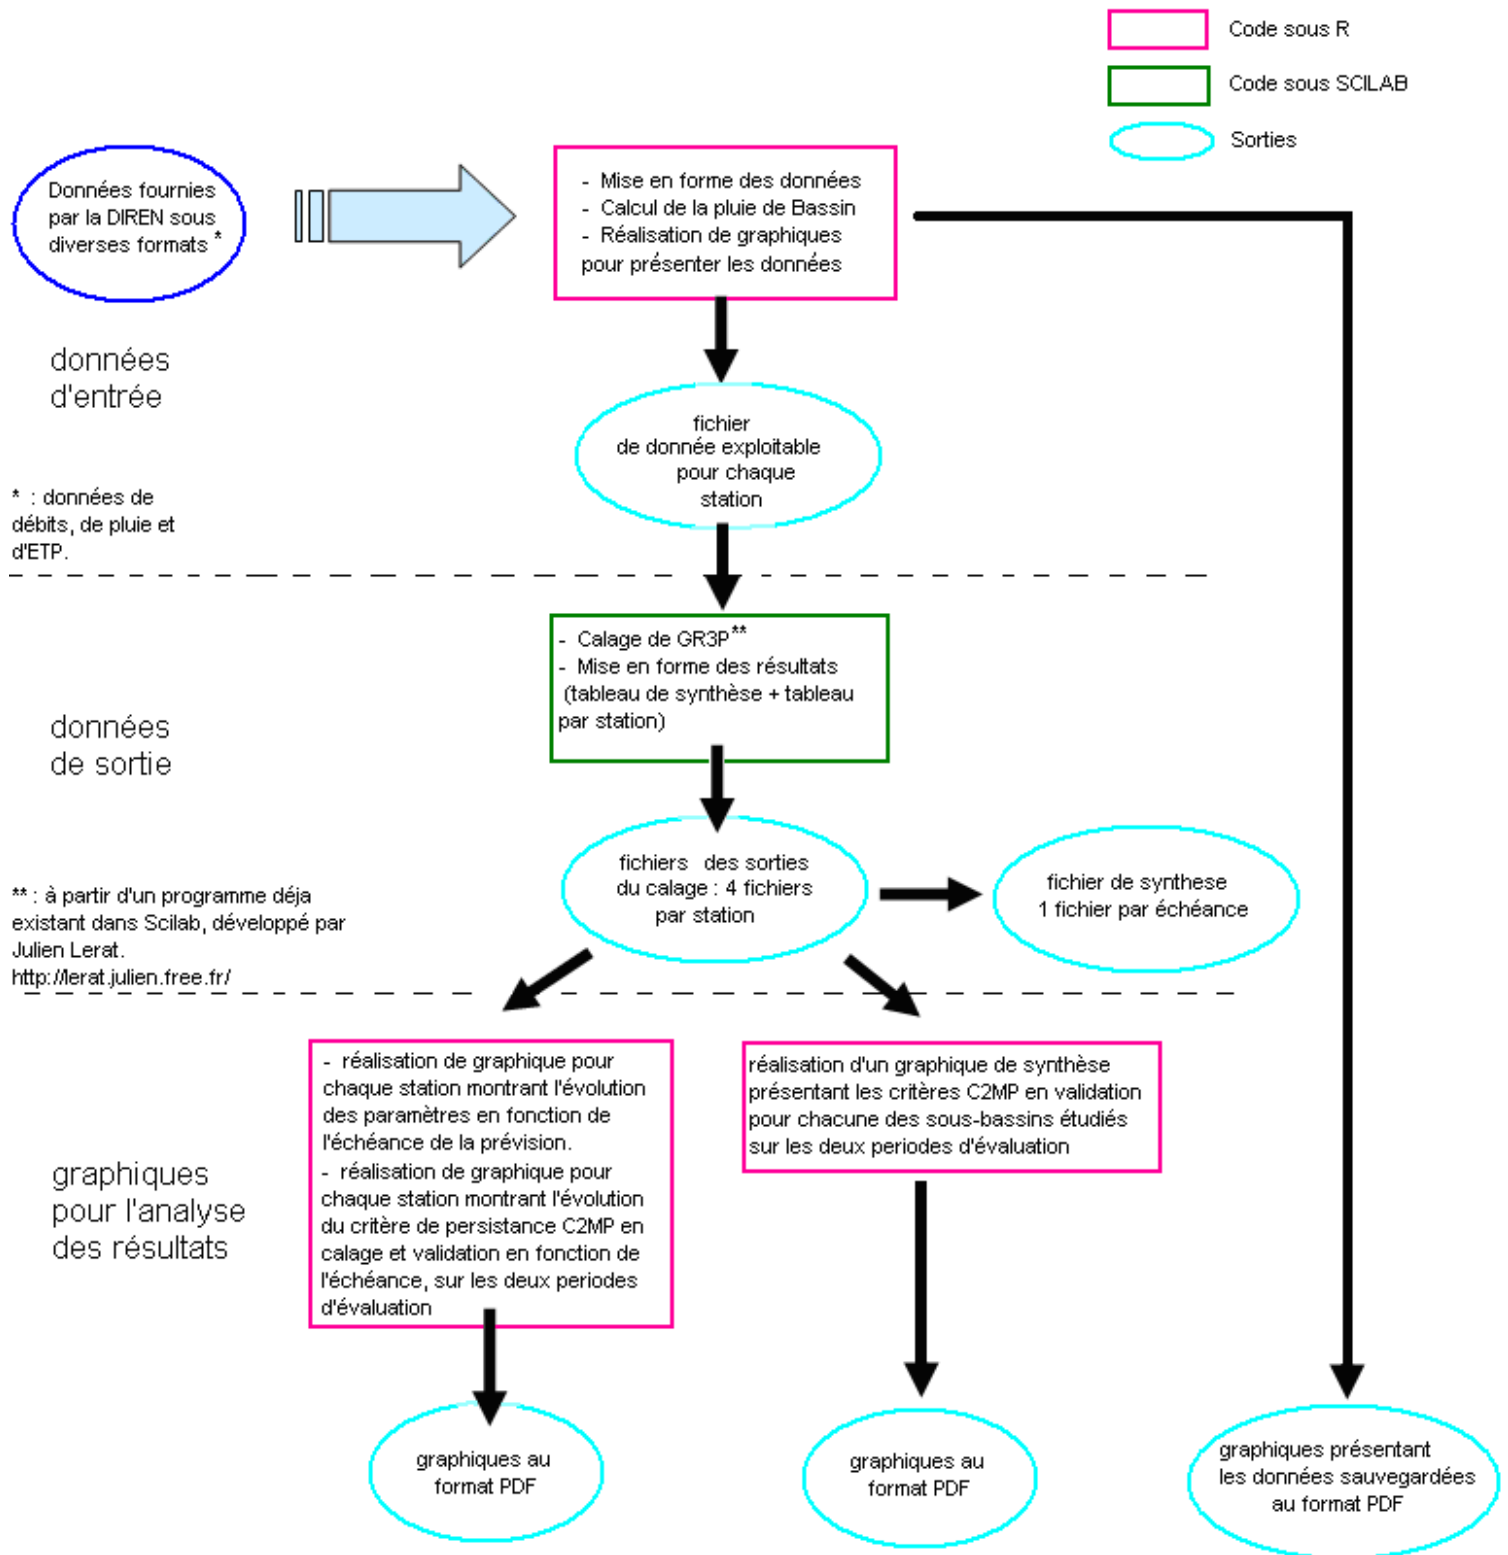 Code sous R
Code sous SCILAB
Sorties
Données fournies
par la DIREN sous
diverses formats *
- Mise en forme des données
- Calcul de la pluie de Bassin
- Réalisation de graphiques
pour présenter les données
données
d'entrée
fichier
de donnée exploitable
pour chaque
station
* : données de
débits, de pluie et
d'ETP.
- Calage de GR3P**
- Mise en forme des résultats
(tableau de synthèse + tableau
par station)
données
de sortie
fichiers des sorties
du calage : 4 fichiers
par station
fichier de synthese
1 fichier par échéance
** : à partir d'un programme déja
existant dans Scilab, développé par
Julien Lerat.
http://lerat.julien.free.fr/
- réalisation de graphique pour
chaque station montrant l'évolution
des paramètres en fonction de
l'échéance de la prévision.
- réalisation de graphique pour
chaque station montrant l'évolution
du critère de persistance C2MP en
calage et validation en fonction de
l'échéance, sur les deux periodes
d'évaluation
réalisation d'un graphique de synthèse
présentant les critères C2MP en validation
pour chacune des sous-bassins étudiés
sur les deux periodes d'évaluation
graphiques
pour l'analyse
des résultats
graphiques au
format PDF
graphiques au
format PDF
graphiques présentant
les données sauvegardées
au format PDF